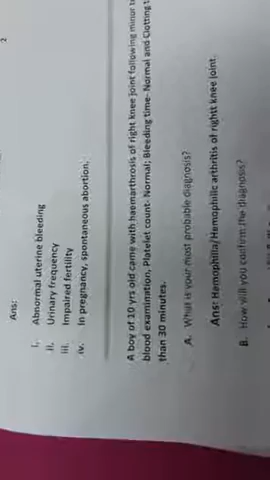 2
Ans:
i. Abnormal uterine bleeding
ii. Urinary frequency
iii. Impaired fertility
iv. In pregnancy, spontaneous abortion.
A boy of 10 yrs old came with haemarthrosis of right knee joint following minor
blood examination, Platelet count- Normal; Bleeding time- Normal and Clotting
than 30 minutes.
A. What is your most probable diagnosis?
Ans: Hemophilia/Hemophilic arthritis of right knee joint.
B. How will you confirm the diagnosis?